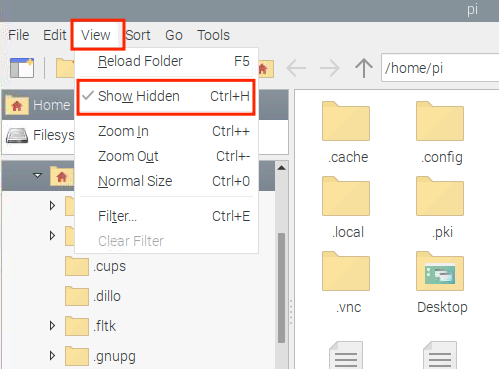 pi
File Edit View Sort Go Tools
/home/pi
Reload Folder F5
Show Hidden Ctrl+H
Zoom In Ctrl++
Zoom Out Ctrl+-
Normal Size Ctrl+0
Filter... Ctrl+E
Clear Filter
Home
Filesys
.cups
.dillo
.fltk
.gnupg
.cache .config
.local .pki
.vnc Desktop